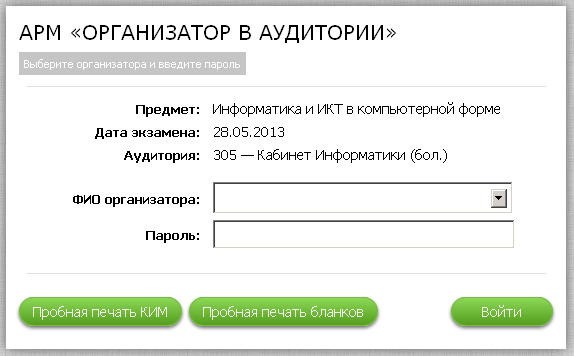 АРМ «ОРГАНИЗАТОР В АУДИТОРИИ»
Выберите организатора и введите пароль
Предмет: Информатика и ИКТ в компьютерной форме
Дата экзамена: 28.05.2013
Аудитория: 305 — Кабинет Информатики (бол.)
ФИО организатора:
Пароль:
Пробная печать КИМ Пробная печать бланков Войти